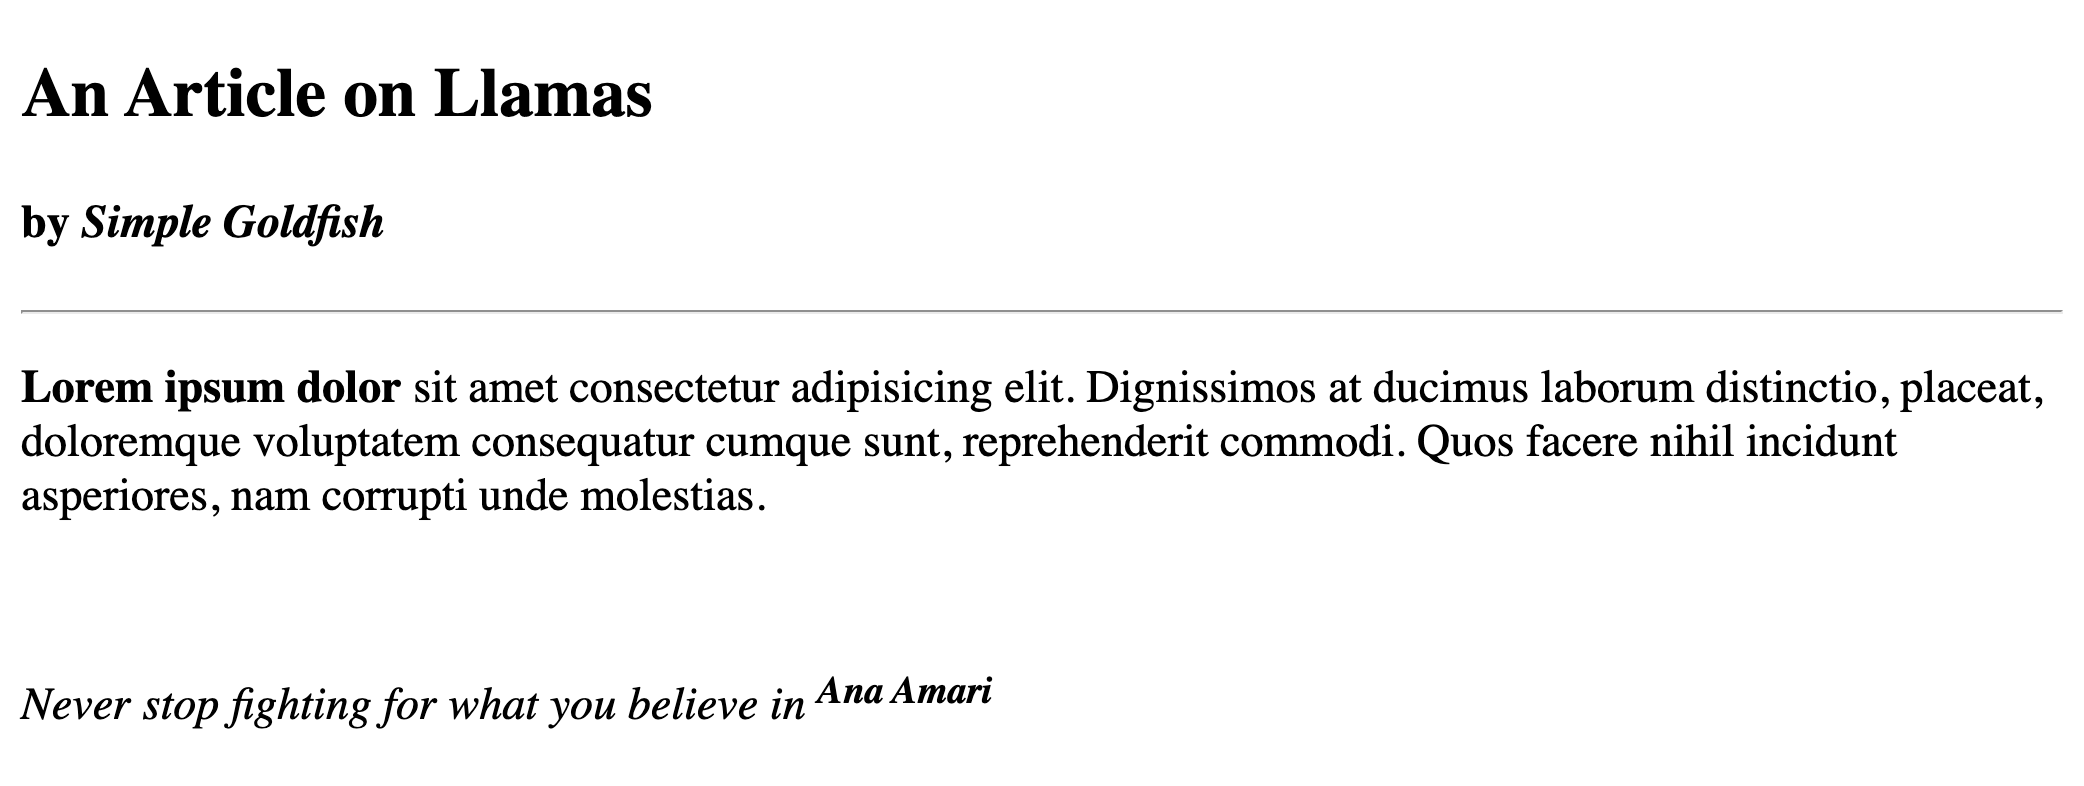 An Article on Llamas
by Simple Goldfish
Lorem ipsum dolor sit amet consectetur adipisicing elit. Dignissimos at ducimus laborum distinctio, placeat,
doloremque voluptatem consequatur cumque sunt, reprehenderit commodi. Quos facere nihil incidunt
asperiores, nam corrupti unde molestias.
Never stop fighting for what you believe in Ana Amari